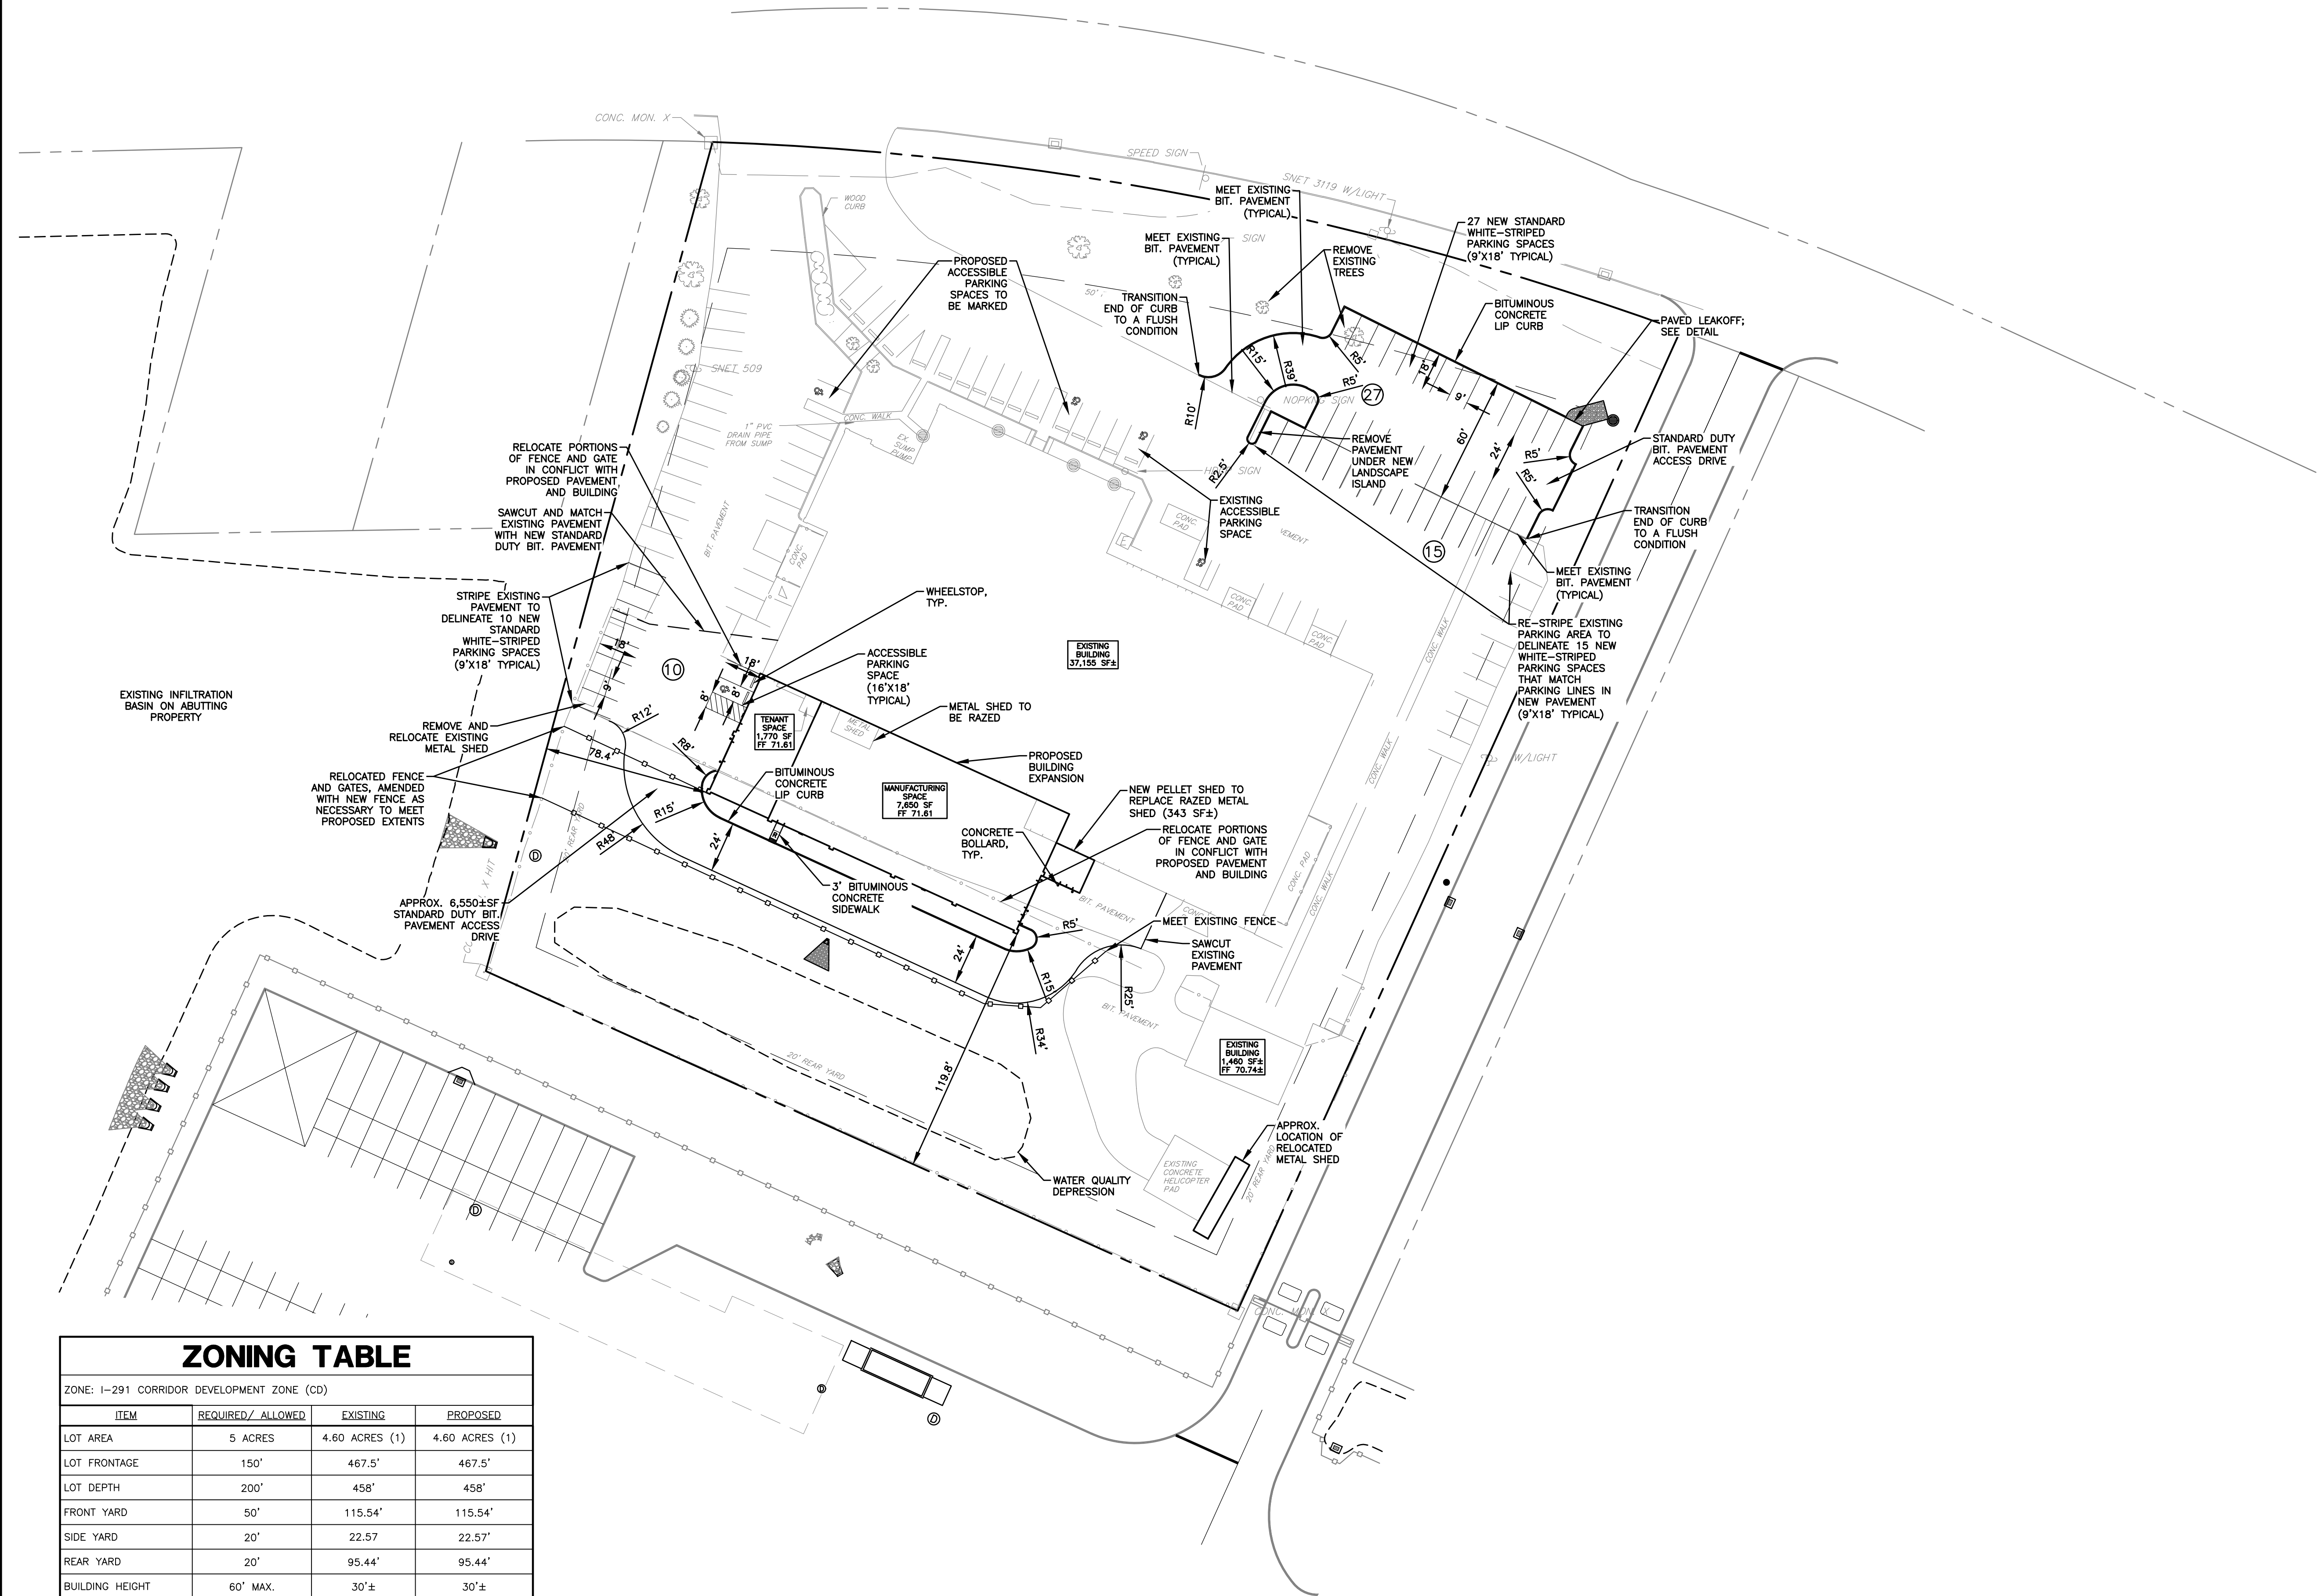 CONC. MON. X
SPEED SIGN
SNET 3119 W/LIGHT
WOOD
CURB
MEET EXISTING
BIT. PAVEMENT
(TYPICAL)
27 NEW STANDARD
WHITE-STRIPED
PARKING SPACES
(9'X18' TYPICAL)
MEET EXISTING
BIT. PAVEMENT
(TYPICAL)
SIGN
REMOVE
EXISTING
TREES
PROPOSED
ACCESSIBLE
PARKING
SPACES TO
BE MARKED
50'
TRANSITION
END OF CURB
TO A FLUSH
CONDITION
BITUMINOUS
CONCRETE
LIP CURB
PAVED LEAKOFF;
SEE DETAIL
R15'
R39'
R5'
R5'
R10'
18'
9'
27
NOPKNG SIGN
SNET 509
CONC. WALK
1" PVC
DRAIN PIPE
FROM SUMP
EX.
SUMP
PUMP
60'
24'
R5'
R5'
STANDARD DUTY
BIT. PAVEMENT
ACCESS DRIVE
REMOVE
PAVEMENT
UNDER NEW
LANDSCAPE
ISLAND
R2.5'
SIGN
RELOCATE PORTIONS
OF FENCE AND GATE
IN CONFLICT WITH
PROPOSED PAVEMENT
AND BUILDING
SAWCUT AND MATCH
EXISTING PAVEMENT
WITH NEW STANDARD
DUTY BIT. PAVEMENT
BIT. PAVEMENT
CONC.
PAD
EXISTING
ACCESSIBLE
PARKING
SPACE
CONC.
PAD
VEMENT
15
TRANSITION
END OF CURB
TO A FLUSH
CONDITION
MEET EXISTING
BIT. PAVEMENT
(TYPICAL)
STRIPE EXISTING
PAVEMENT TO
DELINEATE 10 NEW
STANDARD
WHITE-STRIPED
PARKING SPACES
(9'X18' TYPICAL)
WHEELSTOP,
TYP.
CONC.
PAD
CONC.
PAD
RE-STRIPE EXISTING
PARKING AREA TO
DELINEATE 15 NEW
WHITE-STRIPED
PARKING SPACES
THAT MATCH
PARKING LINES IN
NEW PAVEMENT
(9'X18' TYPICAL)
CONC. WALK
18'
9'
10
18'
8'
8'
ACCESSIBLE
PARKING
SPACE
(16'X18'
TYPICAL)
EXISTING
BUILDING
37,155 SF±
EXISTING INFILTRATION
BASIN ON ABUTTING
PROPERTY
REMOVE AND
RELOCATE EXISTING
METAL SHED
R12'
TENANT
SPACE
1,770 SF
FF 71.61
METAL
SHED
METAL SHED TO
BE RAZED
78.4'
R8'
PROPOSED
BUILDING
EXPANSION
CONC. WALK
W/LIGHT
RELOCATED FENCE
AND GATES, AMENDED
WITH NEW FENCE AS
NECESSARY TO MEET
PROPOSED EXTENTS
BITUMINOUS
CONCRETE
LIP CURB
MANUFACTURING
SPACE
7,650 SF
FF 71.61
NEW PELLET SHED TO
REPLACE RAZED METAL
SHED (343 SF±)
R15'
R48'
24'
20' REAR YARD
D
CONCRETE
BOLLARD,
TYP.
RELOCATE PORTIONS
OF FENCE AND GATE
IN CONFLICT WITH
PROPOSED PAVEMENT
AND BUILDING
CONC. PAD
CONC. WALK
X HIT
3' BITUMINOUS
CONCRETE
SIDEWALK
APPROX. 6,550±SF
STANDARD DUTY BIT.
PAVEMENT ACCESS
DRIVE
BIT. PAVEMENT
R5'
MEET EXISTING FENCE
SAWCUT
EXISTING
PAVEMENT
24'
R15'
R25'
BIT. PAVEMENT
R34'
20' REAR YARD
119.8'
EXISTING
BUILDING
1,460 SF±
FF 70.74±
APPROX.
LOCATION OF
RELOCATED
METAL SHED
EXISTING
CONCRETE
HELICOPTER
PAD
20' REAR YARD
WATER QUALITY
DEPRESSION
D
CONC. MON. X
D
D
ZONING TABLE
ZONE: I-291 CORRIDOR DEVELOPMENT ZONE (CD)
ITEM REQUIRED/ ALLOWED EXISTING PROPOSED
LOT AREA 5 ACRES 4.60 ACRES (1) 4.60 ACRES (1)
LOT FRONTAGE 150' 467.5' 467.5'
LOT DEPTH 200' 458' 458'
FRONT YARD 50' 115.54' 115.54'
SIDE YARD 20' 22.57 22.57'
REAR YARD 20' 95.44' 95.44'
BUILDING HEIGHT 60' MAX. 30'± 30'±